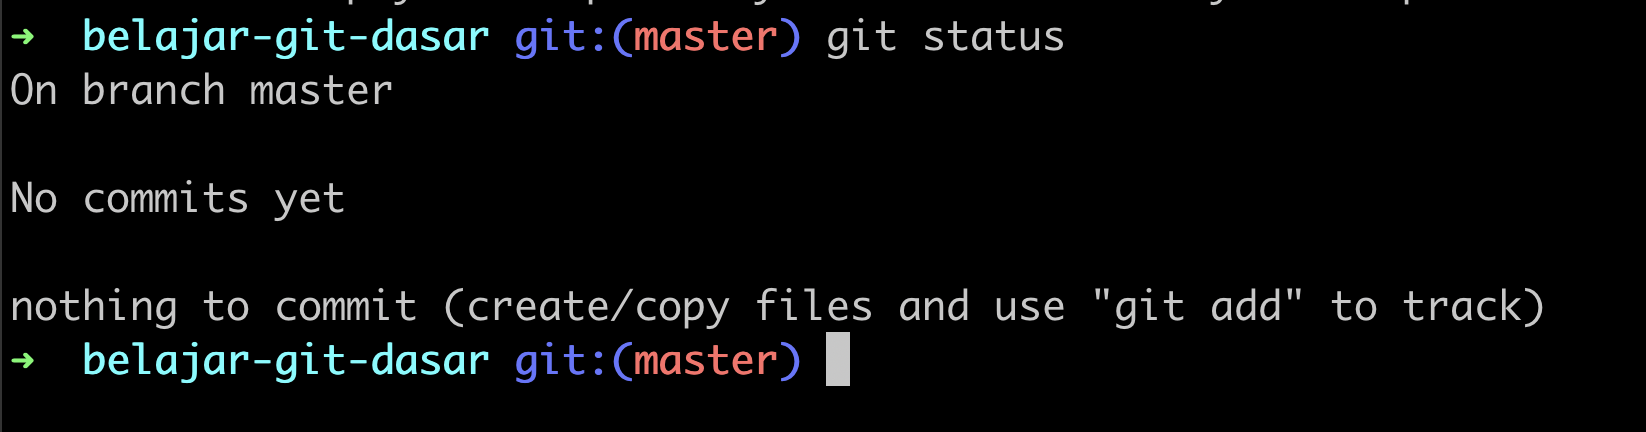 ➜ belajar-git-dasar git:(master) git status
On branch master
No commits yet
nothing to commit (create/copy files and use "git add" to track)
➜ belajar-git-dasar git:(master)